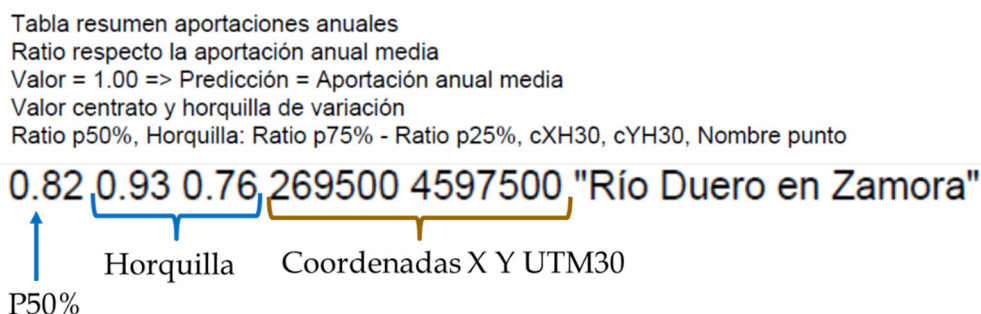 Tabla resumen aportaciones anuales
Ratio respecto la aportación anual media
Valor = 1.00 => Predicción = Aportación anual media
Valor centrato y horquilla de variación
Ratio p50%, Horquilla: Ratio p75% - Ratio p25%, cXH30, cYH30, Nombre punto
0.82 0.93 0.76 269500 4597500 "Río Duero en Zamora"
Horquilla Coordenadas X Y UTM30
P50%